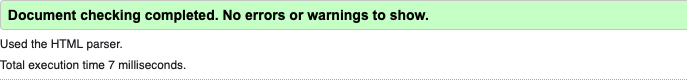 Document checking completed. No errors or warnings to show.
Used the HTML parser.
Total execution time 7 milliseconds.